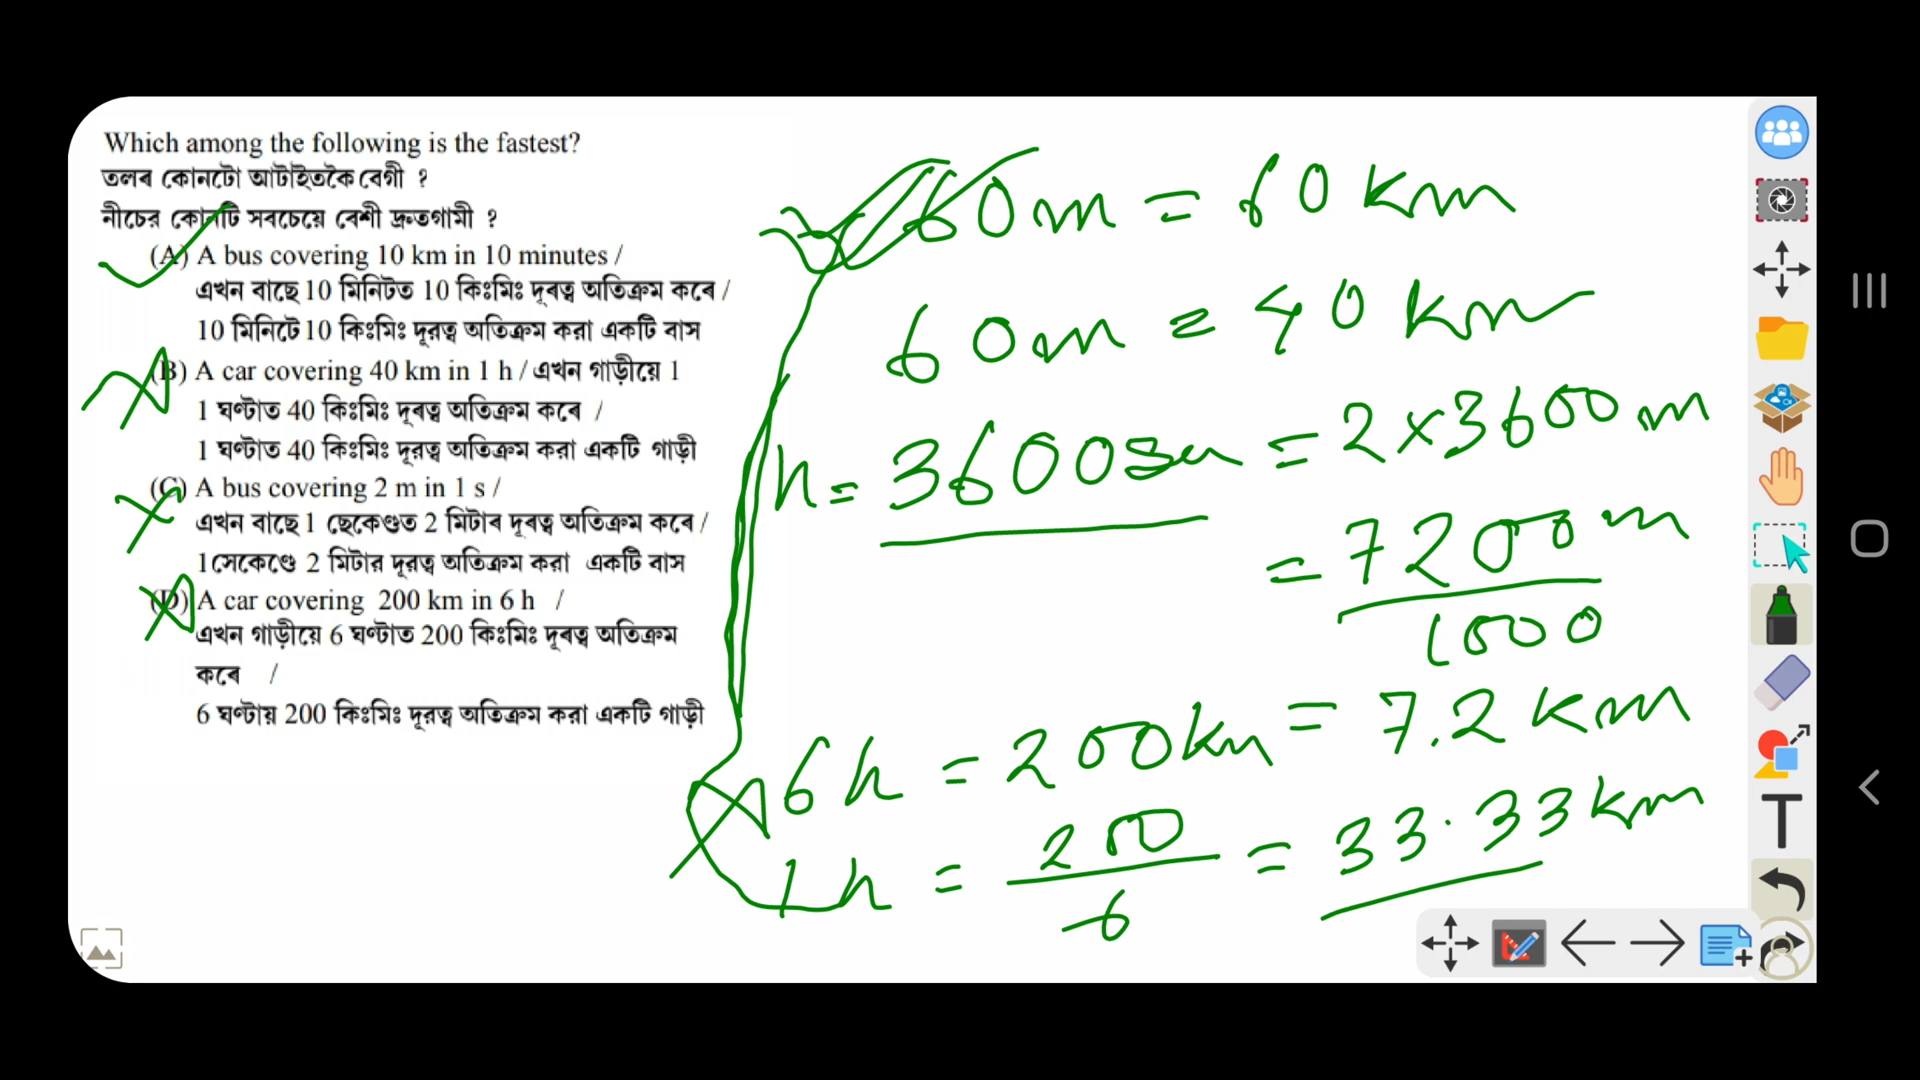 Which among the following is the fastest?
তলৰ কোনটো আটাইতকৈ বেগী ?
নীচের কোনটি সবচেয়ে বেশী দ্রুতগামী ?
(A) A bus covering 10 km in 10 minutes /
এখন বাছে 10 মিনিটত 10 কিঃমিঃ দূৰত্ব অতিক্ৰম কৰে /
10 মিনিটে 10 কিঃমিঃ দূরত্ব অতিক্রম করা একটি বাস
(B) A car covering 40 km in 1 h / এখন গাড়ীয়ে 1
1 ঘণ্টাত 40 কিঃমিঃ দূৰত্ব অতিক্ৰম কৰে /
1 ঘণ্টাত 40 কিঃমিঃ দূরত্ব অতিক্রম করা একটি গাড়ী
(C) A bus covering 2 m in 1 s /
এখন বাছে 1 ছেকেণ্ডত 2 মিটাৰ দূৰত্ব অতিক্ৰম কৰে /
1সেকেণ্ডে 2 মিটার দূরত্ব অতিক্রম করা একটি বাস
(D) A car covering 200 km in 6 h /
এখন গাড়ীয়ে 6 ঘণ্টাত 200 কিঃমিঃ দূৰত্ব অতিক্ৰম
কৰে /
6 ঘণ্টায় 200 কিঃমিঃ দূরত্ব অতিক্রম করা একটি গাড়ী
60m = 60 km
60m = 40 km
h = 3600 = 2×3600 m
= 7200 m
1000
= 7.2 km
6h = 200km
1h = 200 = 33.33 km
6
T